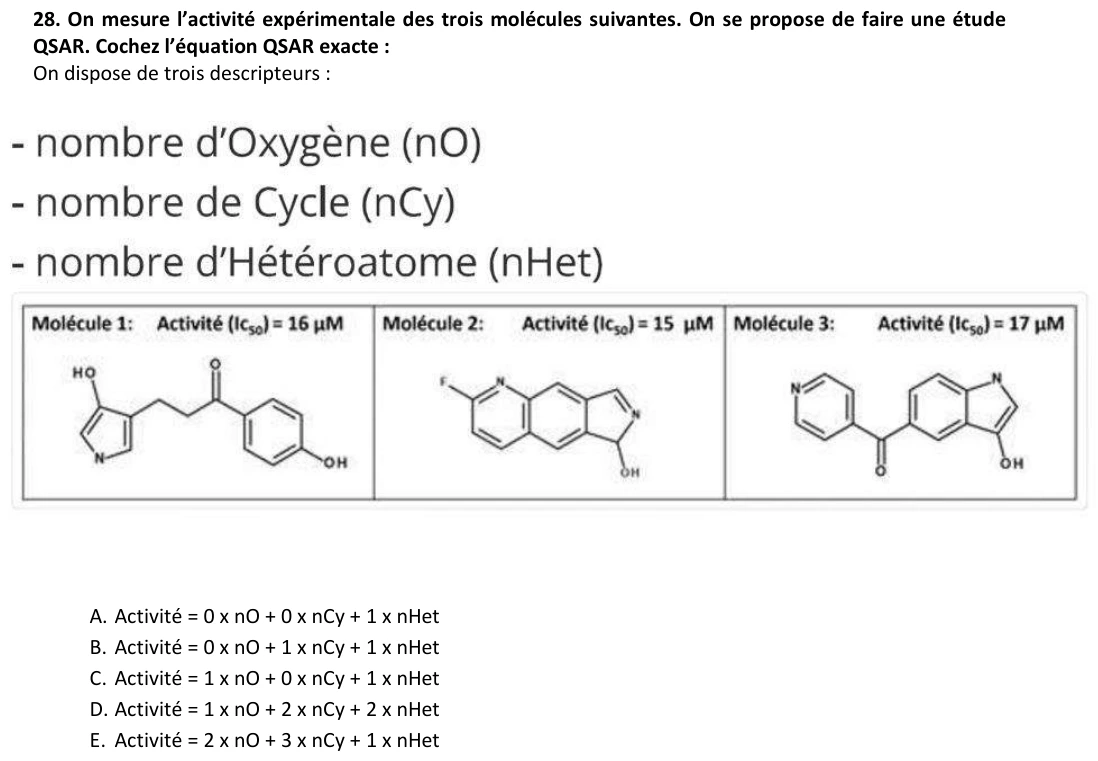 28. On mesure l’activité expérimentale des trois molécules suivantes. On se propose de faire une étude
QSAR. Cochez l’équation QSAR exacte :
On dispose de trois descripteurs :
- nombre d’Oxygène (nO)
- nombre de Cycle (nCy)
- nombre d’Hétéroatome (nHet)
Molécule 1: Activité (Ic50) = 16 µM
Molécule 2: Activité (Ic50) = 15 µM
Molécule 3: Activité (Ic50) = 17 µM
HO
O
N
OH
F
N
N
OH
N
N
O
OH
A. Activité = 0 x nO + 0 x nCy + 1 x nHet
B. Activité = 0 x nO + 1 x nCy + 1 x nHet
C. Activité = 1 x nO + 0 x nCy + 1 x nHet
D. Activité = 1 x nO + 2 x nCy + 2 x nHet
E. Activité = 2 x nO + 3 x nCy + 1 x nHet